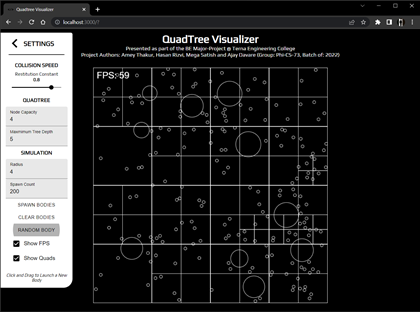 Quadtree Visualizer
localhost:3000/?
SETTINGS
QuadTree Visualizer
Presented as part of the BE Major-Project @ Terna Engineering College
Project Authors: Amey Thakur, Hasan Rizvi, Mega Satish and Ajay Davare (Group: Phi-CS-73, Batch of: 2022)
COLLISION SPEED
Restitution Constant
0.8
FPS: 59
QUADTREE
Node Capacity
4
Maximimum Tree Depth
5
SIMULATION
Radius
4
Spawn Count
200
SPAWN BODIES
CLEAR BODIES
RANDOM BODY
Show FPS
Show Quads
Click and Drag to Launch a New
Body